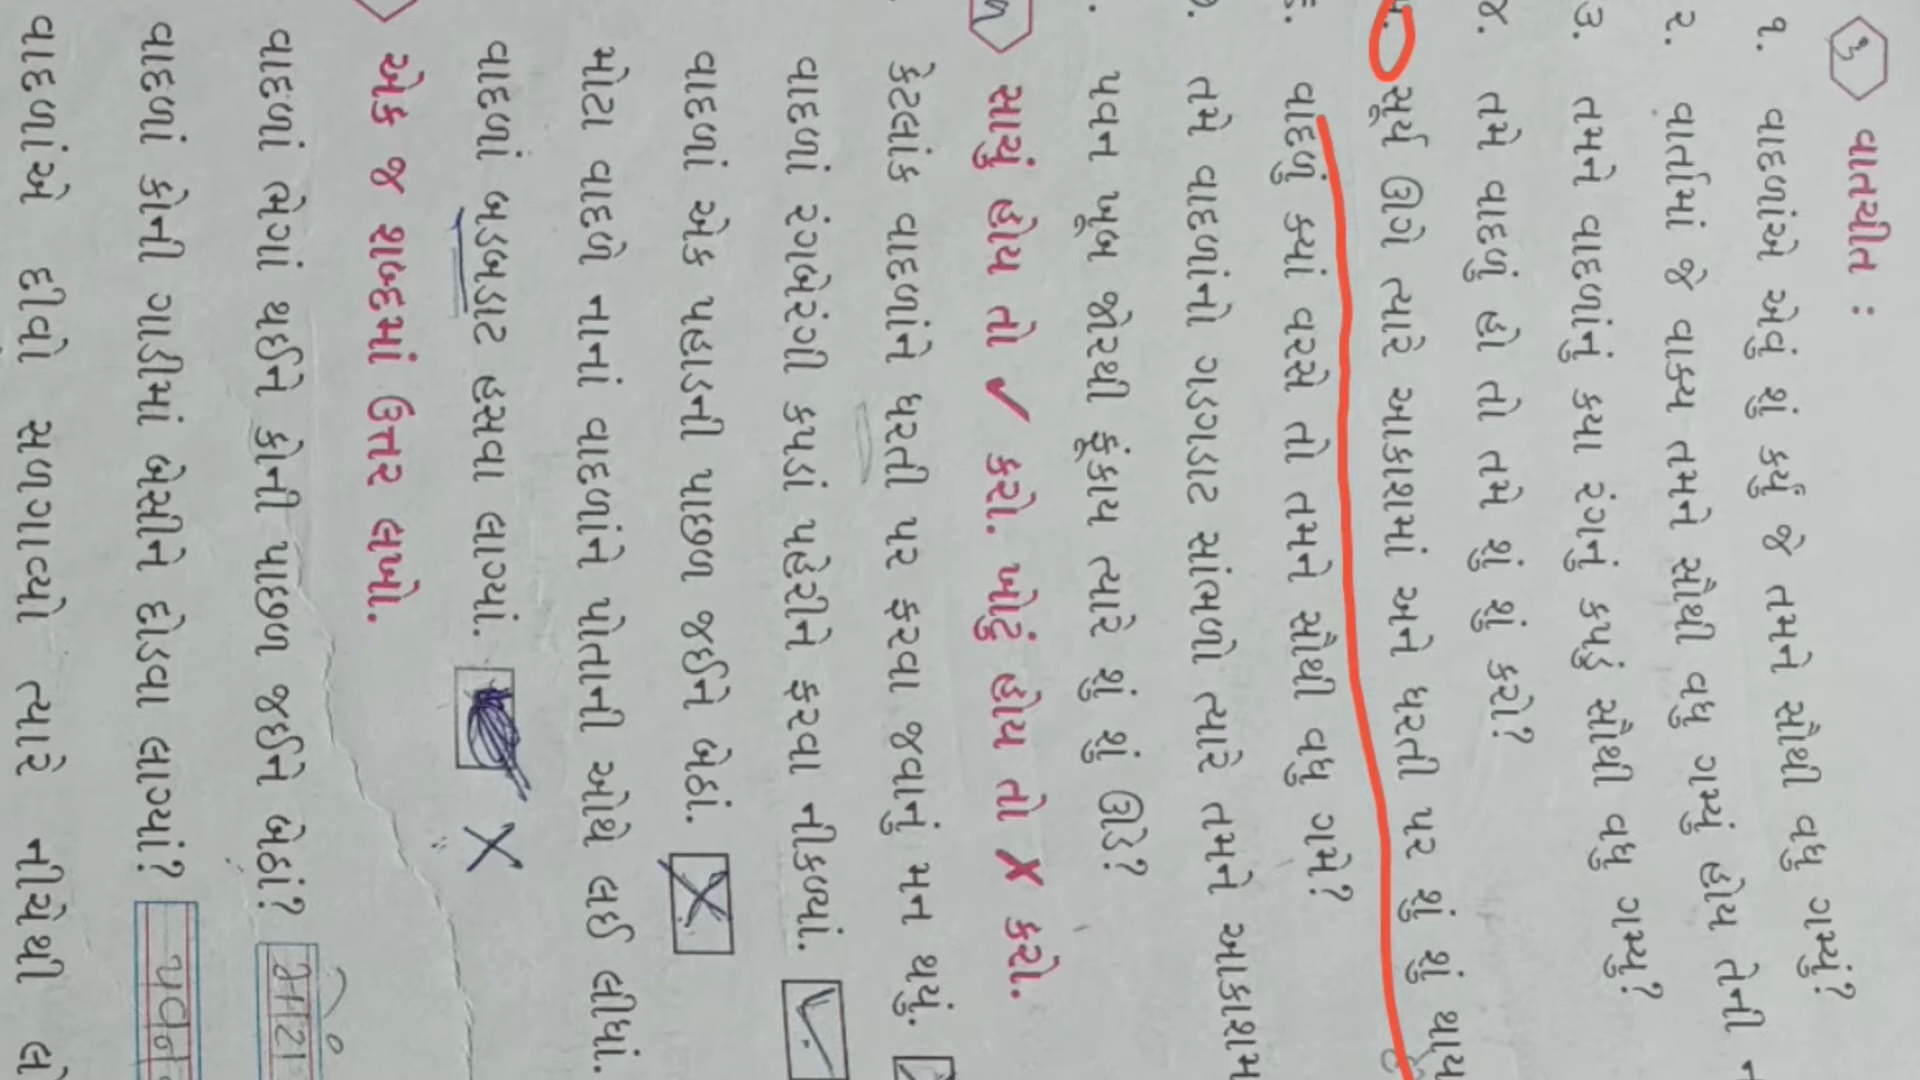 વાતચીત :
૧. વાદળાંએ એવું શું કર્યું જે તમને સૌથી વધુ ગમ્યું?
૨. વાર્તામાં જે વાક્ય તમને સૌથી વધુ ગમ્યું હોય તેની
૩. તમને વાદળાંનું કયા રંગનું કપડું સૌથી વધુ ગમ્યુ?
૪. તમે વાદળું હો તો તમે શું શું કરો?
સૂર્ય ઊગે ત્યારે આકાશમાં અને ધરતી પર શું શું થાય
વાદળું ક્યાં વરસે તો તમને સૌથી વધુ ગમે?
તમે વાદળાંનો ગડગડાટ સાંભળો ત્યારે તમને આકાશમ
પવન ખૂબ જોરથી ફૂંકાય ત્યારે શું શું ઊડે?
સાચું હોય તો ✓ કરો. ખોટું હોય તો ✗ કરો.
કેટલાંક વાદળાંને ધરતી પર ફરવા જવાનું મન થયું.
વાદળાં રંગબેરંગી કપડાં પહેરીને ફરવા નીકળ્યાં. ✓
વાદળાં એક પહાડની પાછળ જઈને બેઠાં. ✗
મોટા વાદળે નાનાં વાદળાંને પોતાની ઓથે લઈ લીધાં.
વાદળાં ખડખડાટ હસવા લાગ્યાં. ✗
એક જ શબ્દમાં ઉત્તર લખો.
વાદળાં ભેગાં થઈને કોની પાછળ જઈને બેઠાં?
વાદળાં કોની ગાડીમાં બેસીને દોડવા લાગ્યાં? પવન
વાદળાંએ દીવો સળગાવ્યો ત્યારે નીચેથી લો